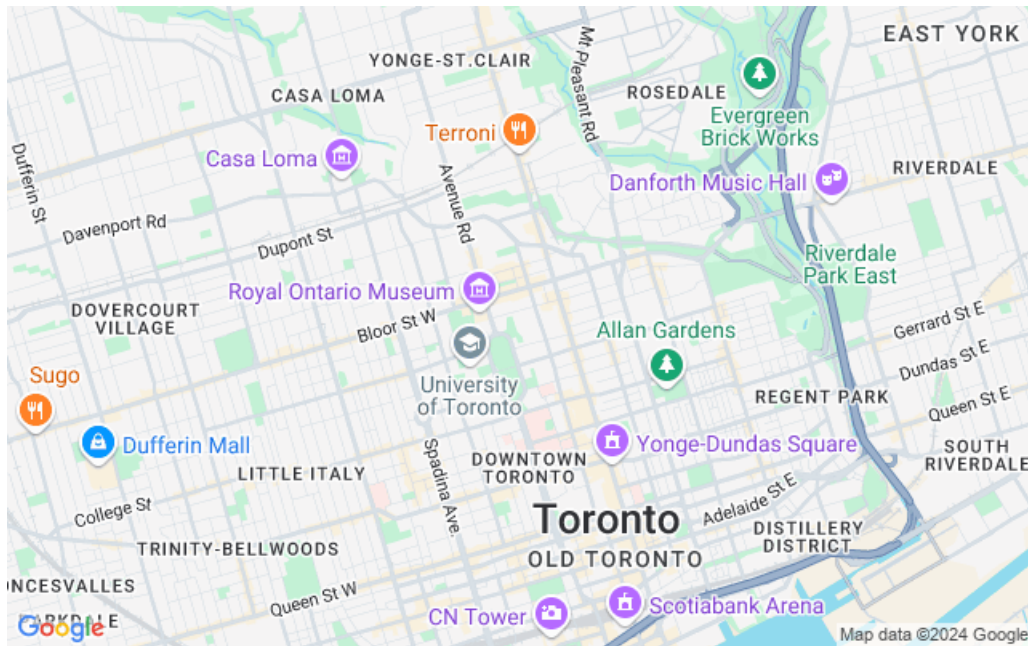 EAST YORK
YONGE-ST.CLAIR
Mt Pleasant Rd
CASA LOMA
ROSEDALE
Evergreen
Brick Works
Terroni
Casa Loma
Dufferin St
Avenue Rd
Danforth Music Hall
RIVERDALE
Davenport Rd
Dupont St
Riverdale
Park East
Royal Ontario Museum
DOVERCOURT
VILLAGE
Bloor St W
Allan Gardens
Gerrard St E
Sugo
University
of Toronto
Dundas St E
REGENT PARK
Queen St E
Dufferin Mall
Spadina Ave.
Yonge-Dundas Square
LITTLE ITALY
DOWNTOWN
TORONTO
SOUTH
RIVERDALE
College St
Adelaide St E
Toronto
DISTILLERY
DISTRICT
TRINITY-BELLWOODS
OLD TORONTO
ONCESVALLES
Queen St W
PARKDALE
Google
CN Tower
Scotiabank Arena
Map data ©2024 Google